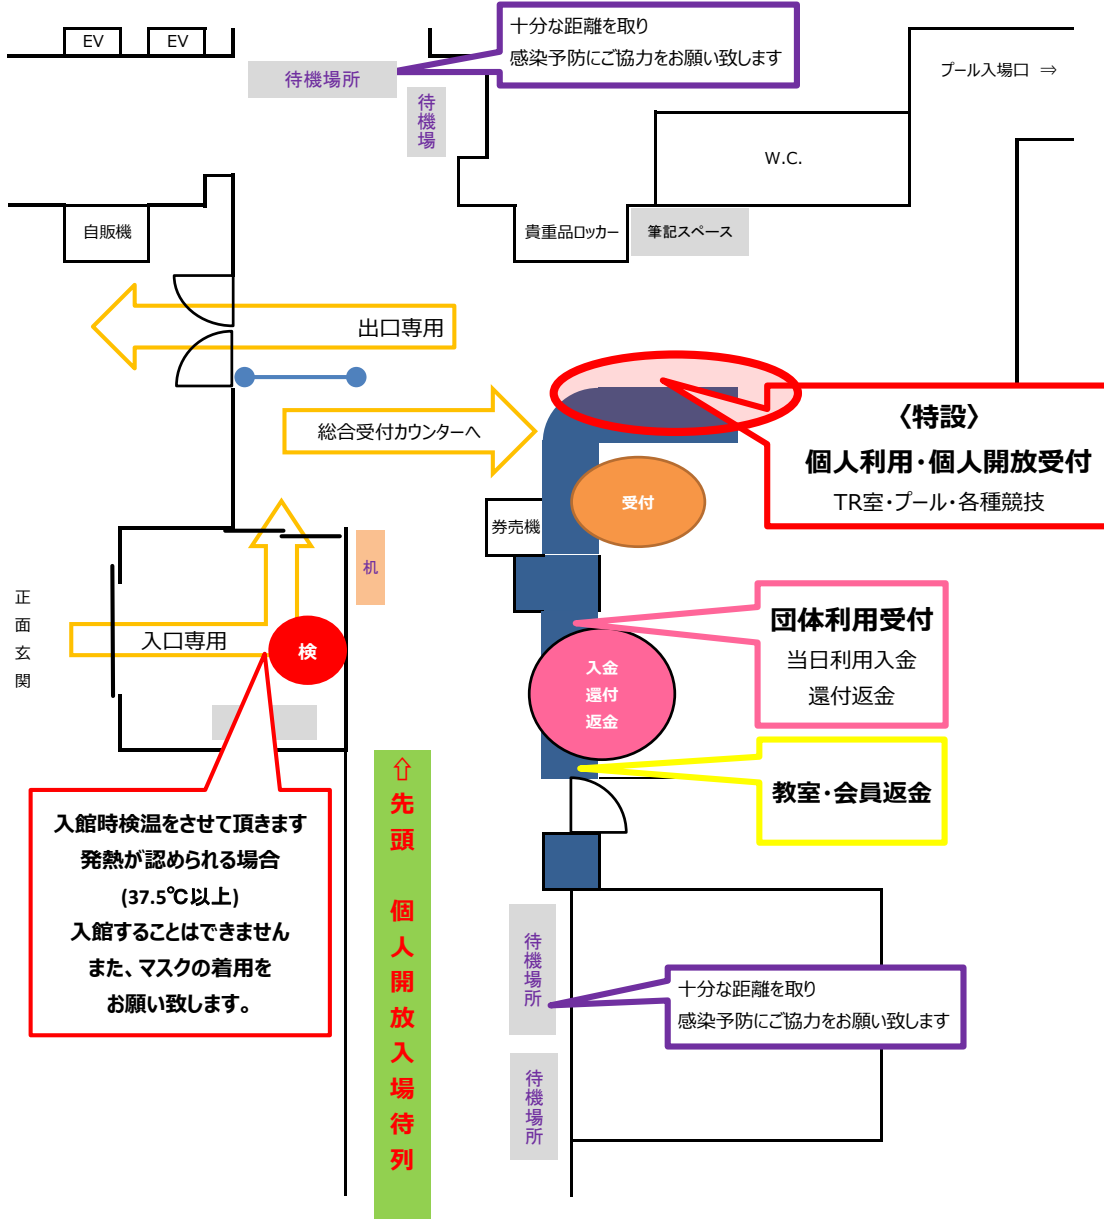 EV
EV
十分な距離を取り
感染予防にご協力をお願い致します
待機場所
待機場
プール入場口 ⇒
W.C.
自販機
貴重品ロッカー
筆記スペース
出口専用
総合受付カウンターへ
〈特設〉
個人利用・個人開放受付
TR室・プール・各種競技
受付
券売機
机
正面玄関
入口専用
検
団体利用受付
当日利用入金
還付返金
入金
還付
返金
教室・会員返金
入館時検温をさせて頂きます
発熱が認められる場合
(37.5℃以上)
入館することはできません
また、マスクの着用を
お願い致します。
⇧先頭 個人開放入場待列
待機場所
十分な距離を取り
感染予防にご協力をお願い致します
待機場所